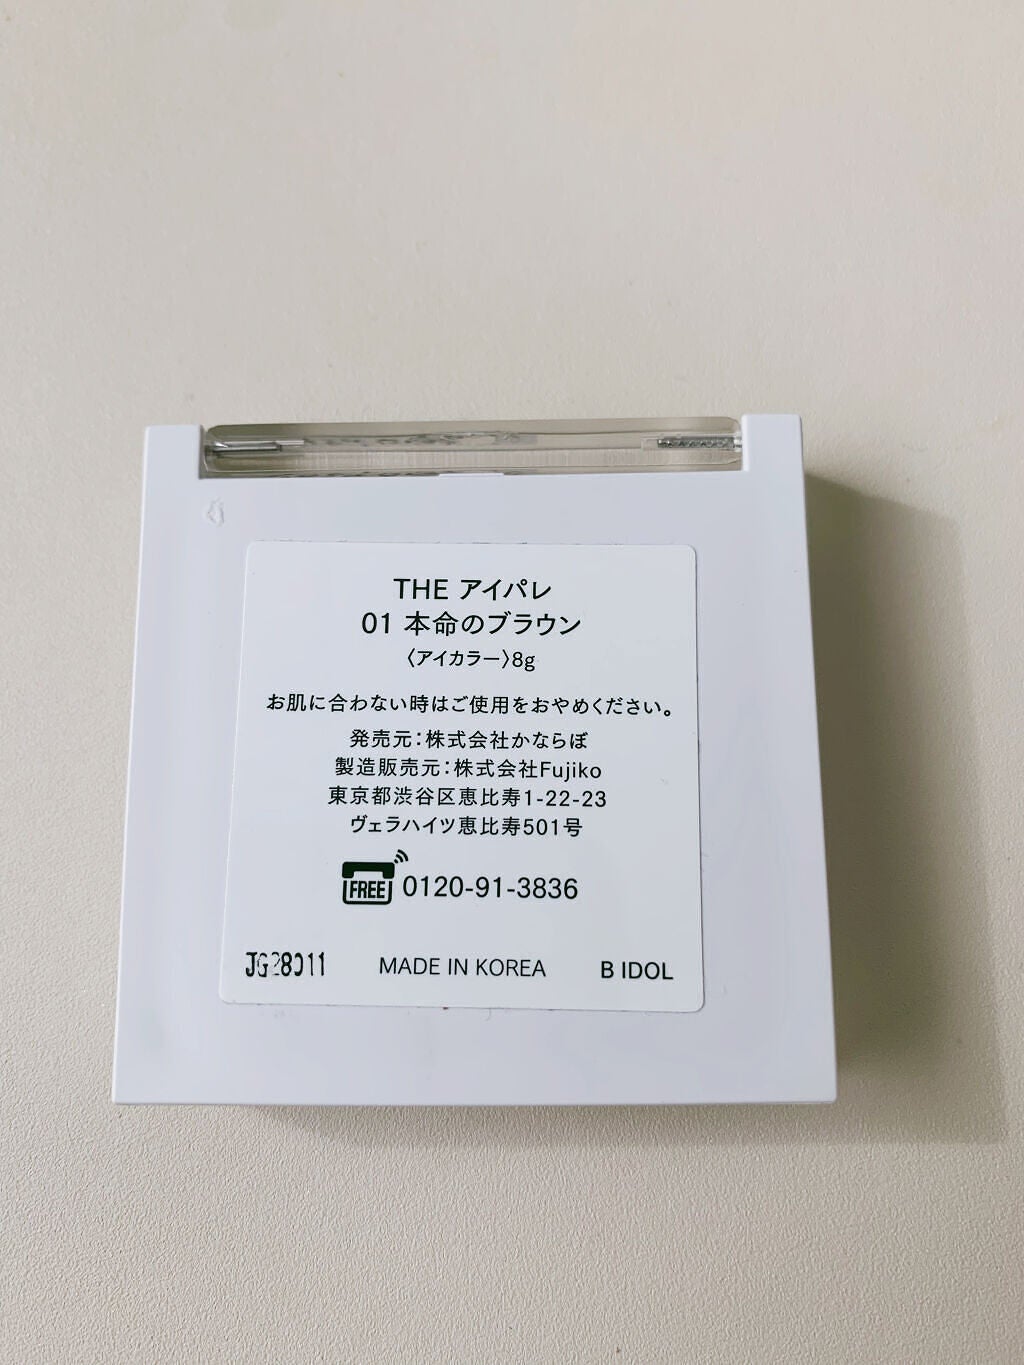 THE アイパレ
01 本命のブラウン
〈アイカラー〉8g
お肌に合わない時はご使用をおやめください。
発売元：株式会社かならぼ
製造販売元：株式会社Fujiko
東京都渋谷区恵比寿1-22-23
ヴェラハイツ恵比寿501号
FREE 0120-91-3836
MADE IN KOREA B IDOL